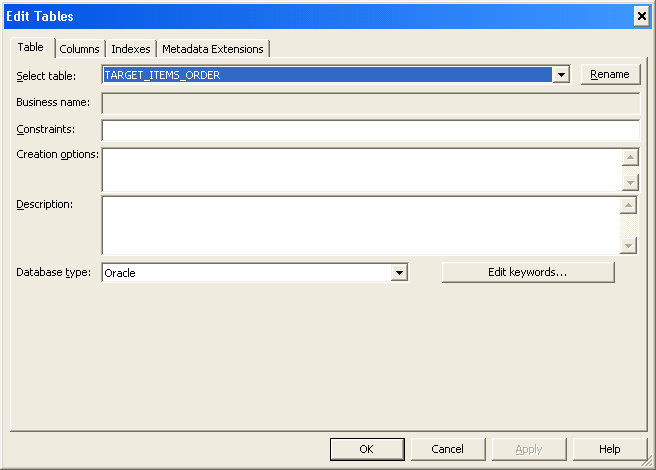 Edit Tables
Table Columns Indexes Metadata Extensions
Select table: TARGET_ITEMS_ORDER Rename
Business name:
Constraints:
Creation options:
Description:
Database type: Oracle Edit keywords...
OK Cancel Apply Help